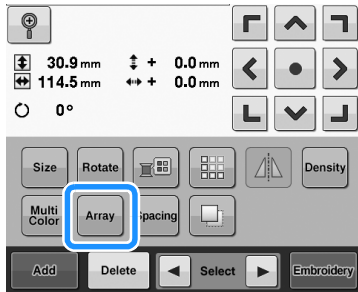 30.9 mm + 0.0 mm
114.5 mm + 0.0 mm
0°
Size Rotate Density
Multi Color Array Spacing
Add Delete Select Embroidery